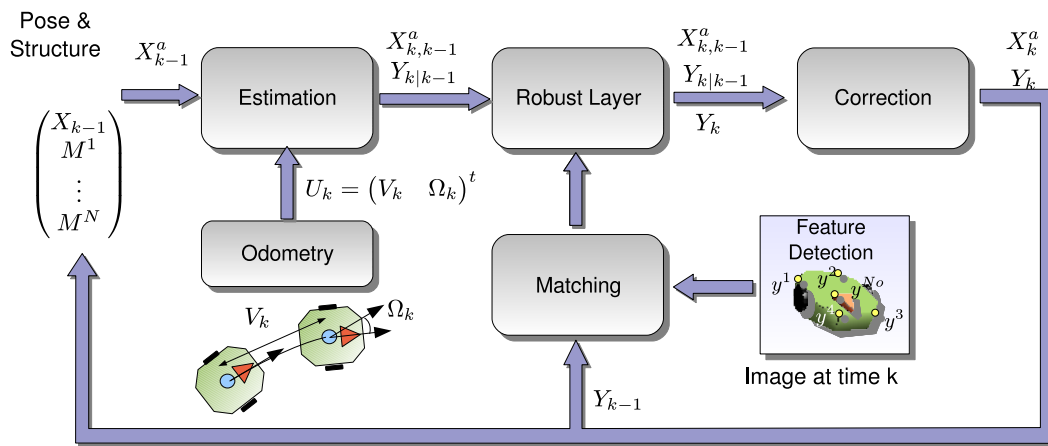 Pose &
Structure
X^a_{k-1}
X^a_{k,k-1}
Y_{k|k-1}
X^a_{k,k-1}
Y_{k|k-1}
Y_k
X^a_k
Y_k
Estimation
Robust Layer
Correction
X_{k-1}
M^1
⋮
M^N
U_k = (V_k Ω_k)^t
Odometry
Matching
Feature
Detection
y^1
y^2
y^{No}
y^4
y^3
V_k
Ω_k
Image at time k
Y_{k-1}